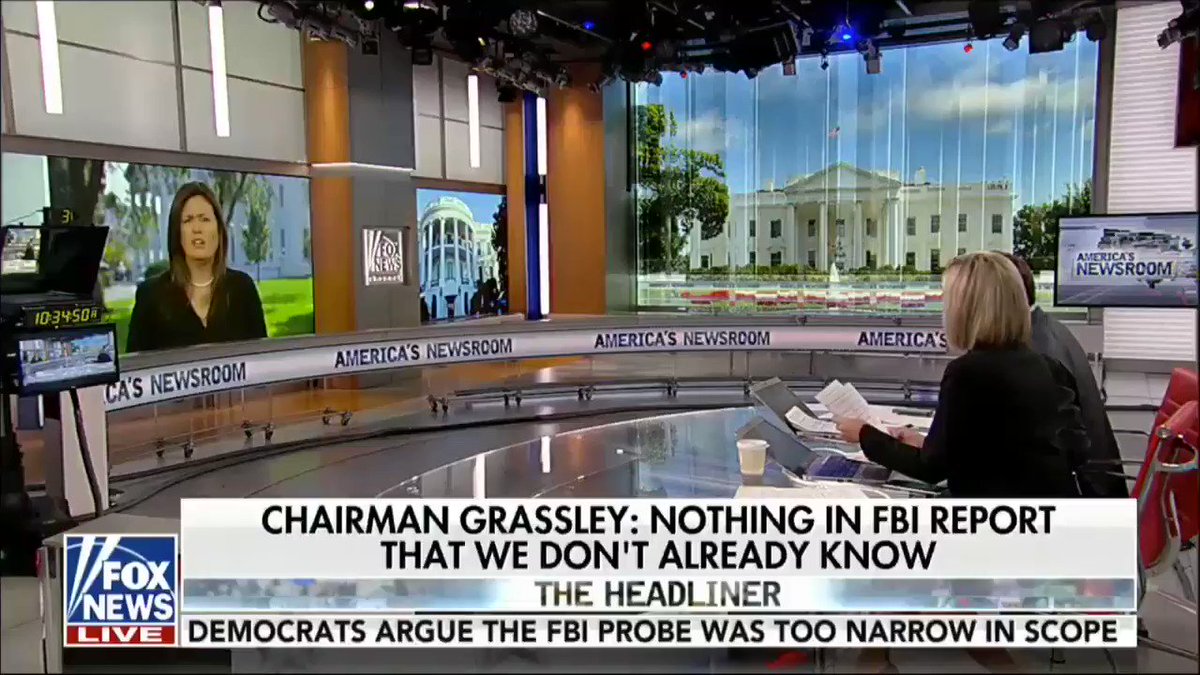 3
10:34:50
FOX
NEWS
channel
AMERICA'S
NEWSROOM
CA'S NEWSROOM
AMERICA'S NEWSROOM
AMERICA'S NEWSROOM
AMERICA'S
CHAIRMAN GRASSLEY: NOTHING IN FBI REPORT
THAT WE DON'T ALREADY KNOW
THE HEADLINER
FOX
NEWS
LIVE
DEMOCRATS ARGUE THE FBI PROBE WAS TOO NARROW IN SCOPE